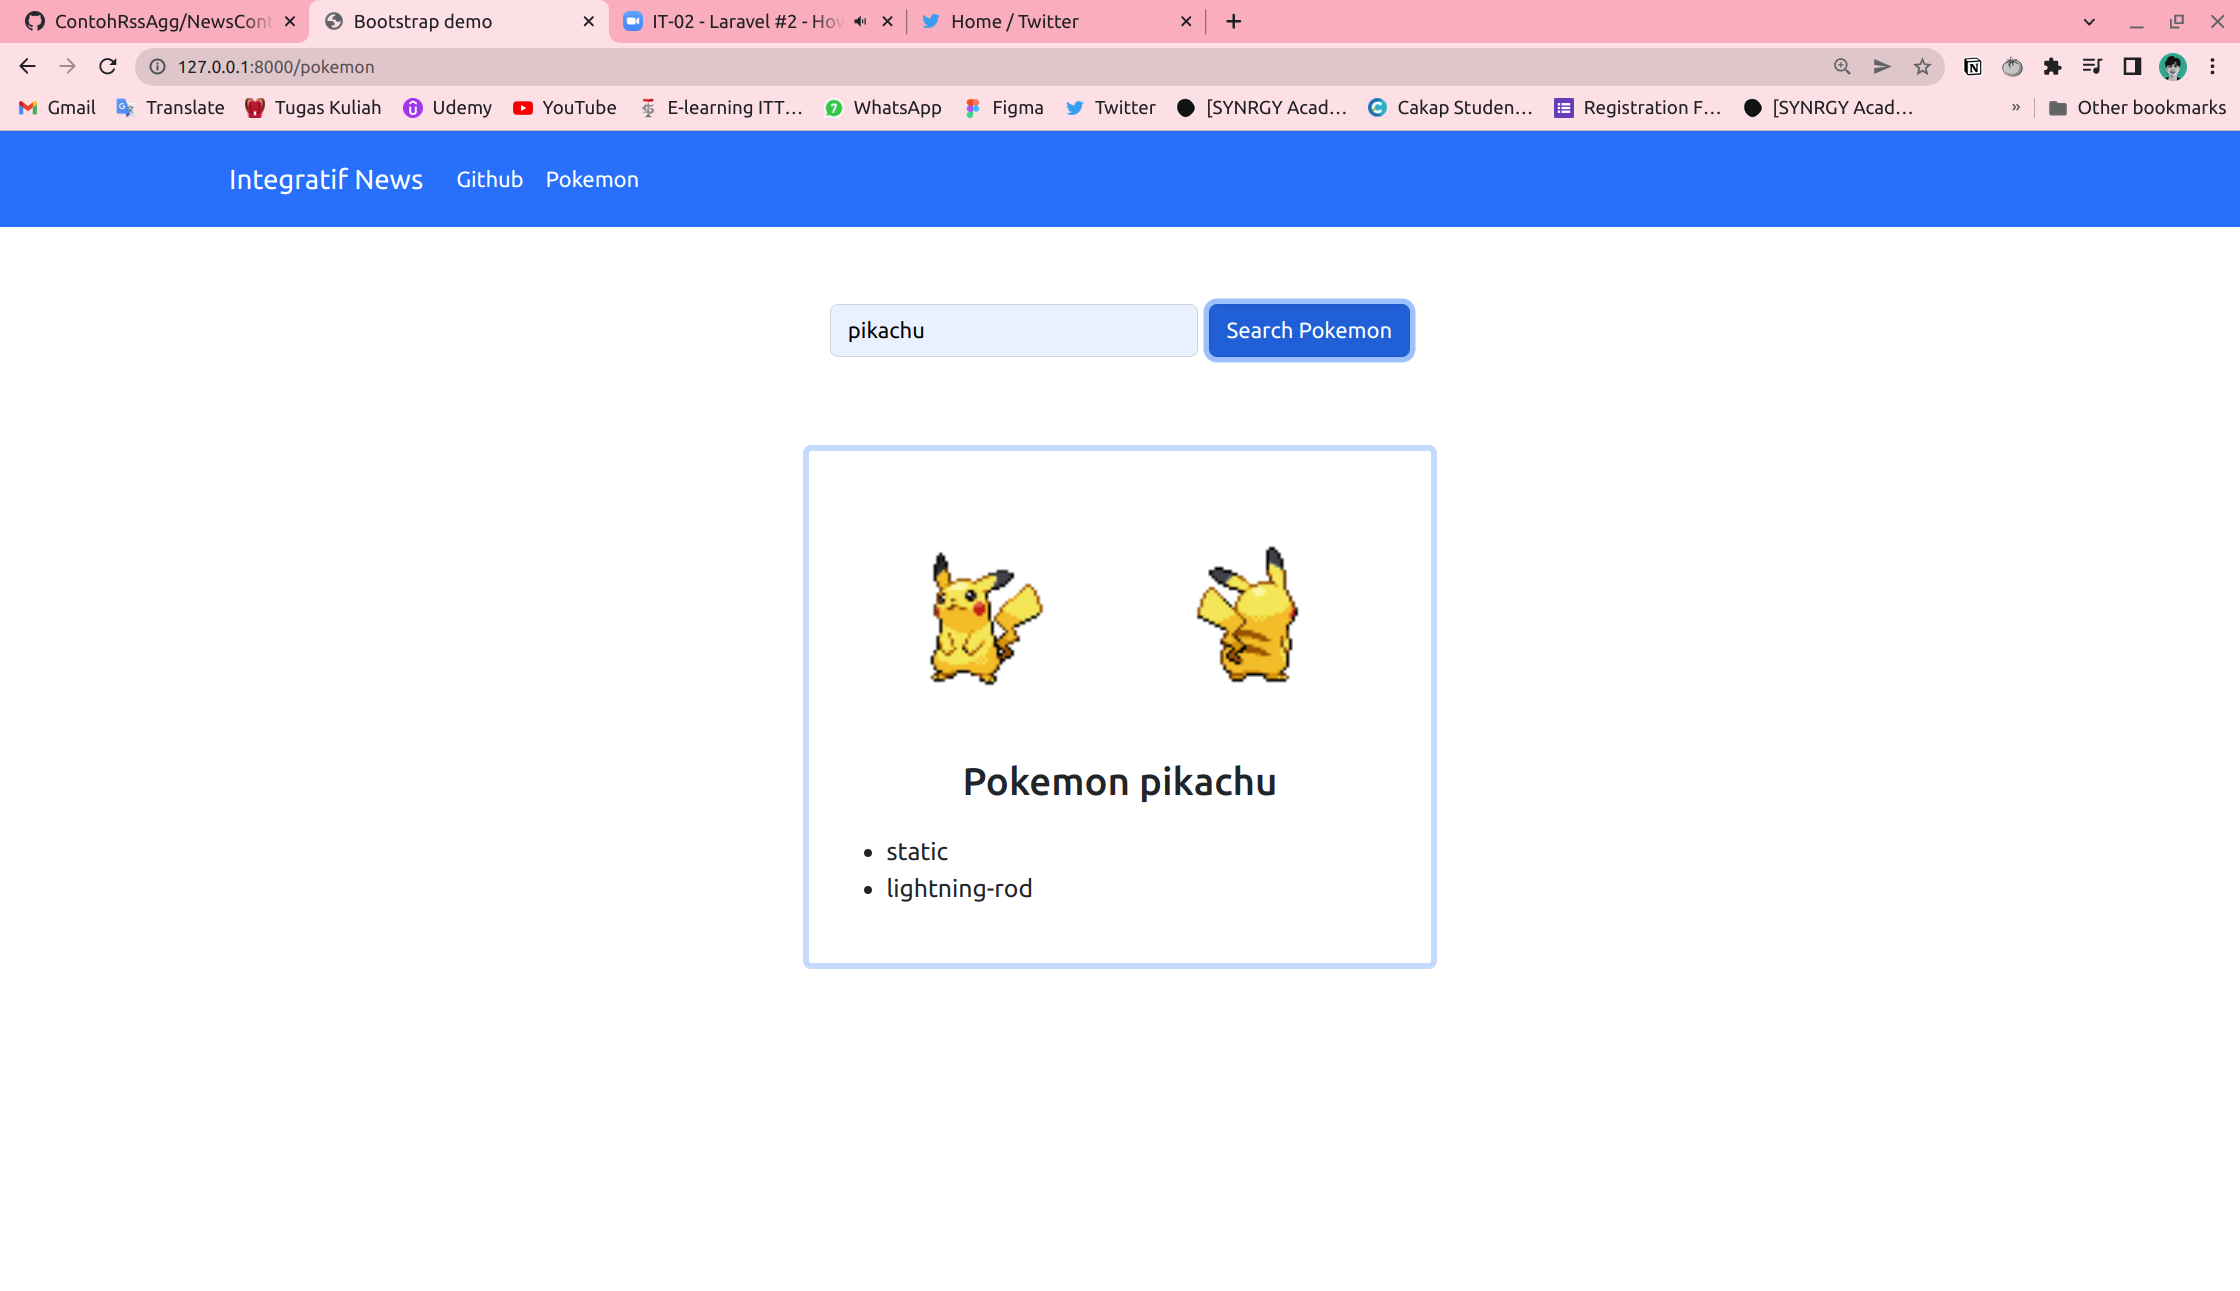 ContohRssAgg/NewsCont
Bootstrap demo
IT-02 - Laravel #2 - Hov
Home / Twitter
127.0.0.1:8000/pokemon
Gmail
Translate
Tugas Kuliah
Udemy
YouTube
E-learning ITT...
7
WhatsApp
Figma
Twitter
[SYNRGY Acad...
Cakap Studen...
Registration F...
[SYNRGY Acad...
»
Other bookmarks
Integratif News
Github
Pokemon
pikachu
Search Pokemon
Pokemon pikachu
• static
• lightning-rod